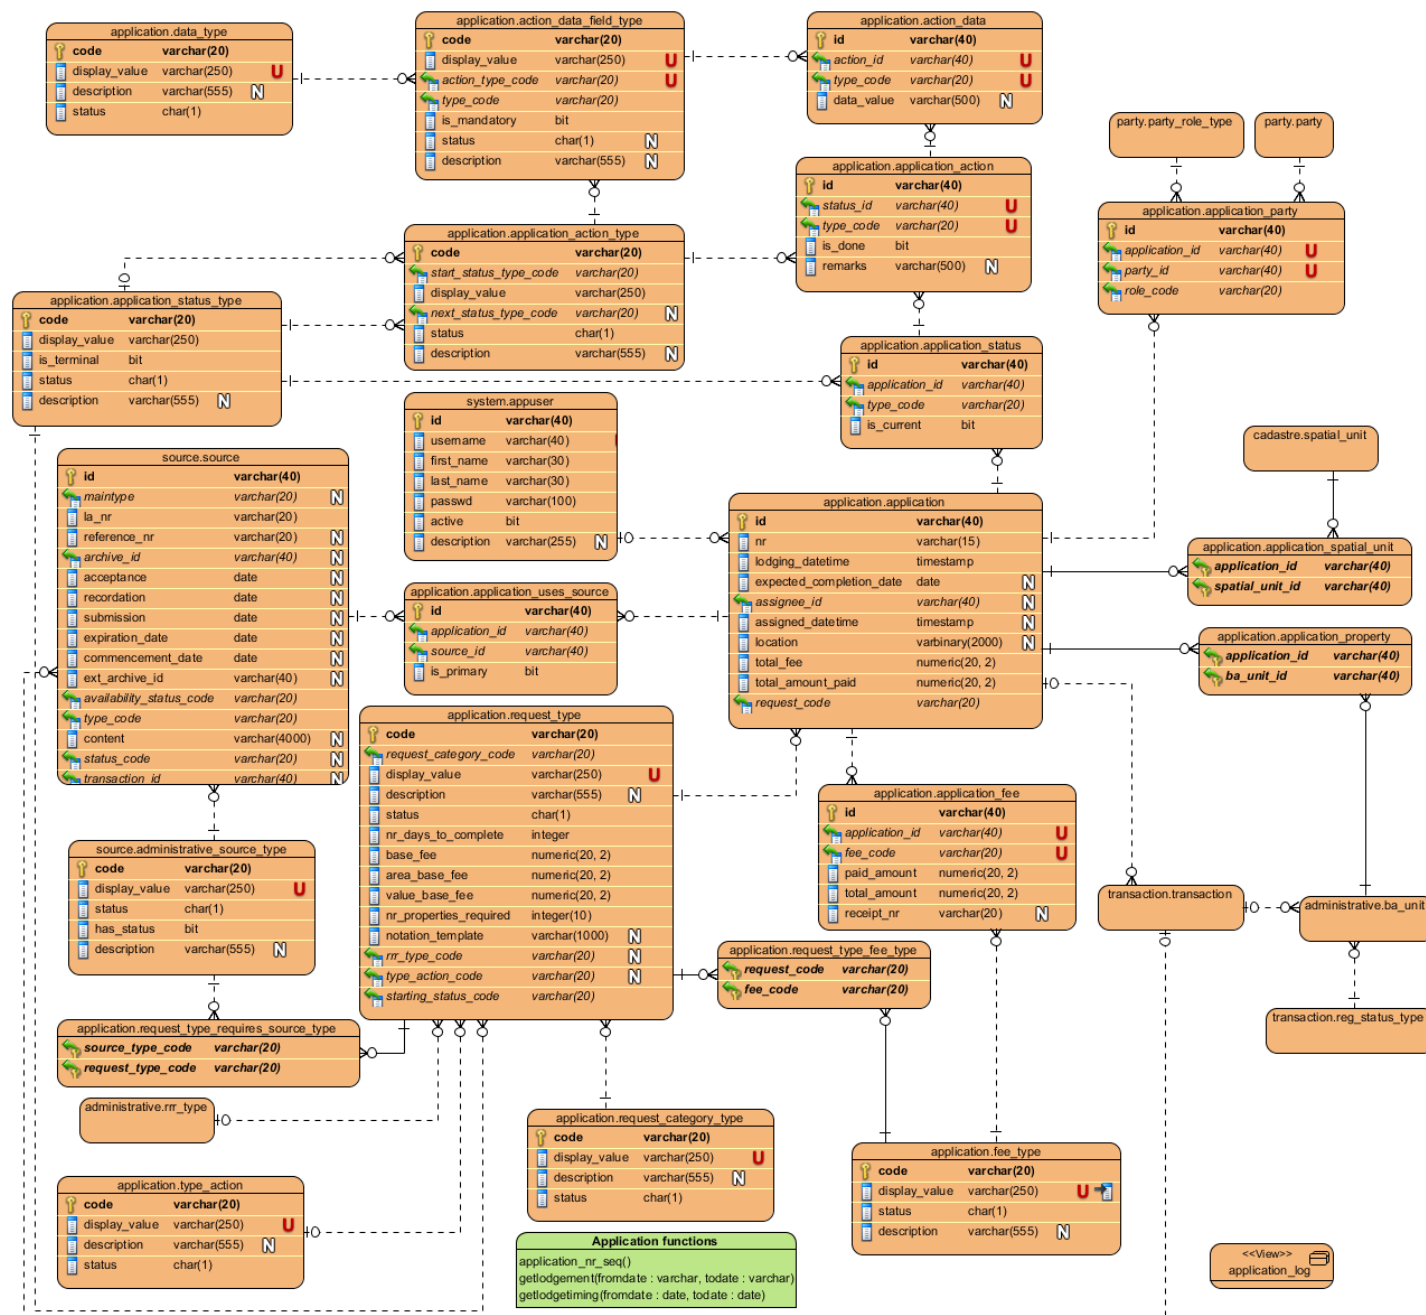 application.data_type
code varchar(20)
display_value varchar(250) U
description varchar(555) N
status char(1)
application.action_data_field_type
code varchar(20)
display_value varchar(250) U
action_type_code varchar(20) U
type_code varchar(20)
is_mandatory bit
status char(1) N
description varchar(555) N
application.action_data
id varchar(40)
action_id varchar(40) U
type_code varchar(20) U
data_value varchar(500) N
party.party_role_type
party.party
application.application_action
id varchar(40)
status_id varchar(40) U
type_code varchar(20) U
is_done bit
remarks varchar(500) N
application.application_party
id varchar(40)
application_id varchar(40) U
party_id varchar(40) U
role_code varchar(20)
application.application_action_type
code varchar(20)
start_status_type_code varchar(20)
display_value varchar(250)
next_status_type_code varchar(20) N
status char(1)
description varchar(555) N
application.application_status_type
code varchar(20)
display_value varchar(250)
is_terminal bit
status char(1)
description varchar(555) N
application.application_status
id varchar(40)
application_id varchar(40)
type_code varchar(20)
is_current bit
system.appuser
id varchar(40)
username varchar(40)
first_name varchar(30)
last_name varchar(30)
passwd varchar(100)
active bit
description varchar(255) N
cadastre.spatial_unit
source.source
id varchar(40)
maintype varchar(20) N
la_nr varchar(20)
reference_nr varchar(20) N
archive_id varchar(40) N
acceptance date N
recordation date N
submission date N
expiration_date date N
commencement_date date N
ext_archive_id varchar(40) N
availability_status_code varchar(20)
type_code varchar(20)
content varchar(4000) N
status_code varchar(20) N
transaction_id varchar(40) N
application.application
id varchar(40)
nr varchar(15)
lodging_datetime timestamp
expected_completion_date date N
assignee_id varchar(40) N
assigned_datetime timestamp N
location varbinary(2000) N
total_fee numeric(20, 2)
total_amount_paid numeric(20, 2)
request_code varchar(20)
application.application_spatial_unit
application_id varchar(40)
spatial_unit_id varchar(40)
application.application_uses_source
id varchar(40)
application_id varchar(40)
source_id varchar(40)
is_primary bit
application.application_property
application_id varchar(40)
ba_unit_id varchar(40)
application.request_type
code varchar(20)
request_category_code varchar(20)
display_value varchar(250) U
description varchar(555) N
status char(1)
nr_days_to_complete integer
base_fee numeric(20, 2)
area_base_fee numeric(20, 2)
value_base_fee numeric(20, 2)
nr_properties_required integer(10)
notation_template varchar(1000) N
rrr_type_code varchar(20) N
type_action_code varchar(20) N
starting_status_code varchar(20)
application.application_fee
id varchar(40)
application_id varchar(40) U
fee_code varchar(20) U
paid_amount numeric(20, 2)
total_amount numeric(20, 2)
receipt_nr varchar(20) N
source.administrative_source_type
code varchar(20)
display_value varchar(250) U
status char(1)
has_status bit
description varchar(555) N
transaction.transaction
administrative.ba_unit
application.request_type_fee_type
request_code varchar(20)
fee_code varchar(20)
transaction.reg_status_type
application.request_type_requires_source_type
source_type_code varchar(20)
request_type_code varchar(20)
administrative.rrr_type
application.request_category_type
code varchar(20)
display_value varchar(250) U
description varchar(555) N
status char(1)
application.fee_type
code varchar(20)
display_value varchar(250) U
status char(1)
description varchar(555) N
application.type_action
code varchar(20)
display_value varchar(250) U
description varchar(555) N
status char(1)
Application functions
application_nr_seq()
getlodgement(fromdate : varchar, todate : varchar)
getlodgetiming(fromdate : date, todate : date)
<<View>>
application_log